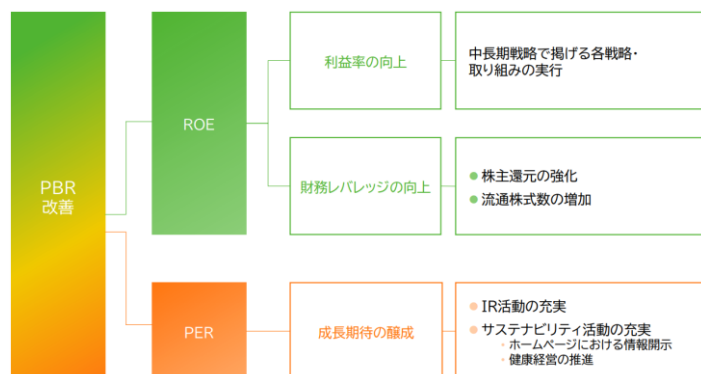 PBR
改善
ROE
利益率の向上
中長期戦略で掲げる各戦略・
取り組みの実行
財務レバレッジの向上
● 株主還元の強化
● 流通株式数の増加
PER
成長期待の醸成
● IR活動の充実
● サステナビリティ活動の充実
・ホームページにおける情報開示
・健康経営の推進